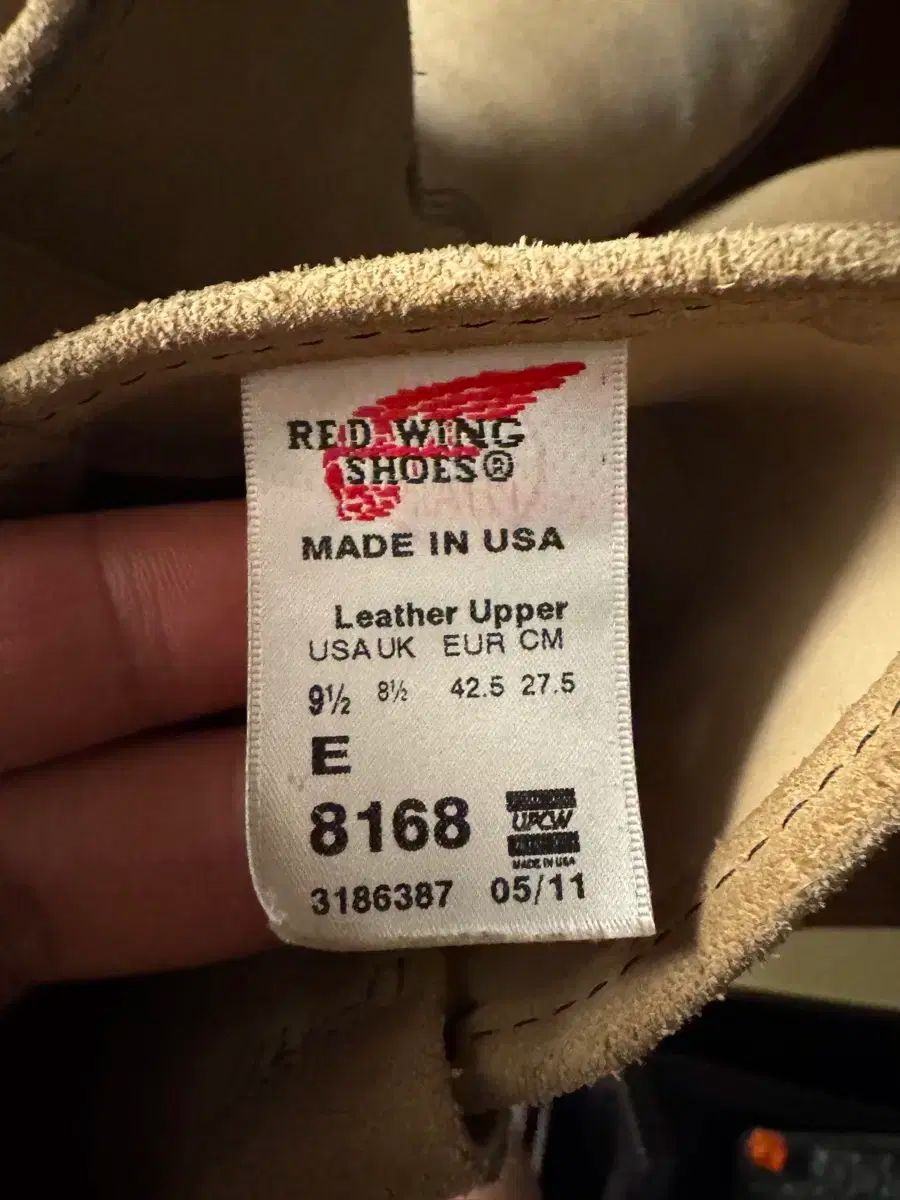 RED WING
SHOES®
MADE IN USA
Leather Upper
USA UK EUR CM
9½ 8½ 42.5 27.5
E
8168
UFCW
MADE IN USA
3186387 05/11